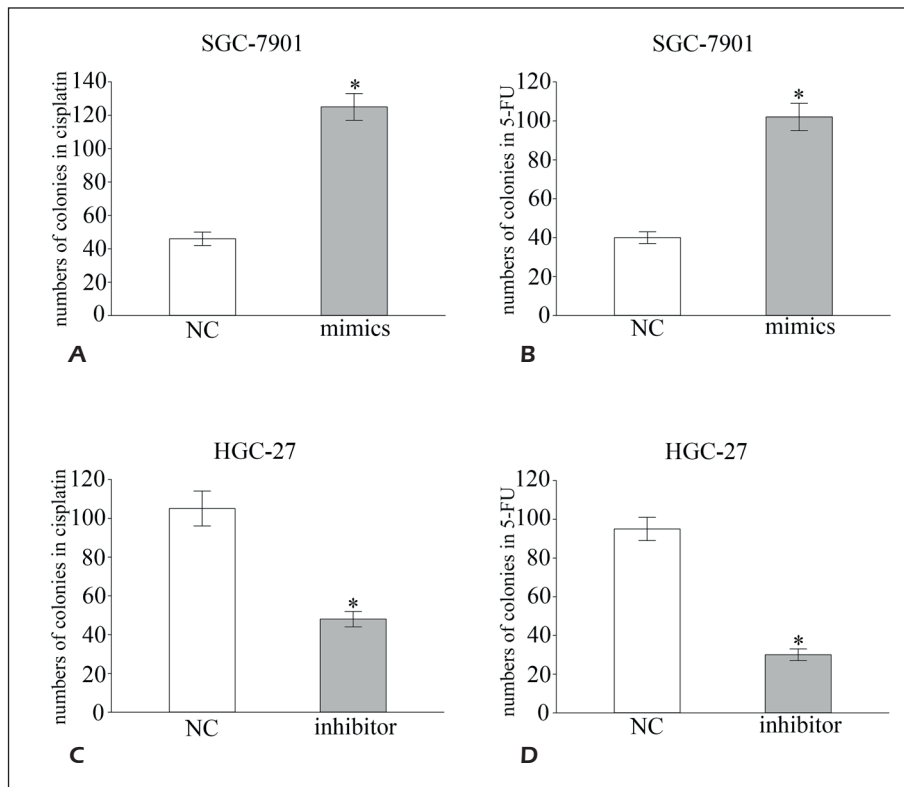 SGC-7901
numbers of colonies in cisplatin
140
120
100
80
60
40
20
0
*
NC
mimics
A
SGC-7901
numbers of colonies in 5-FU
120
100
80
60
40
20
0
*
NC
mimics
B
HGC-27
numbers of colonies in cisplatin
120
100
80
60
40
20
0
*
NC
inhibitor
C
HGC-27
numbers of colonies in 5-FU
120
100
80
60
40
20
0
*
NC
inhibitor
D